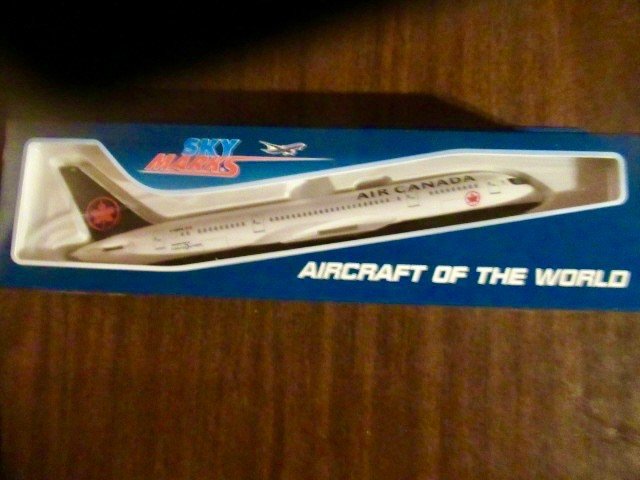 SKY
MARKS
AIR CANADA
AIRCRAFT OF THE WORLD